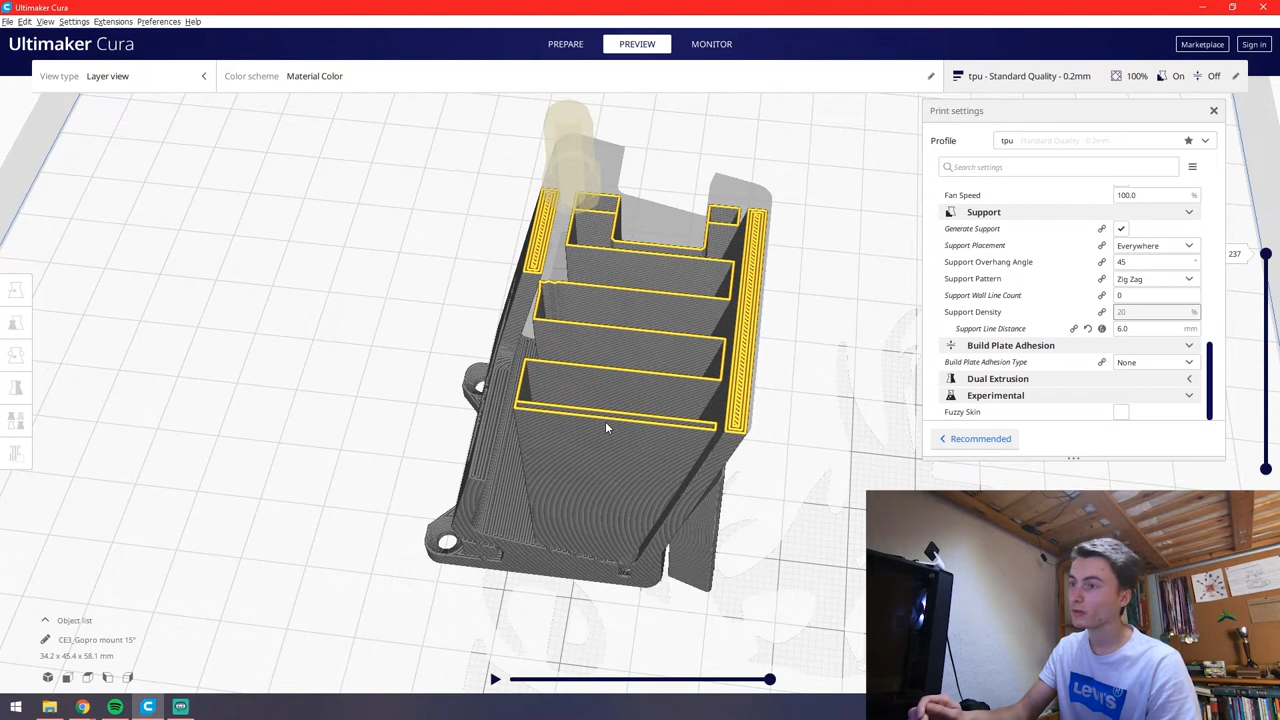 Ultimaker Cura
File Edit View Settings Extensions Preferences Help
Ultimaker Cura
PREPARE PREVIEW MONITOR
Marketplace Sign in
View type Layer view
Color scheme Material Color
tpu - Standard Quality - 0.2mm 100% On Off
Print settings
Profile tpu Standard Quality - 0.2mm
Search settings
Fan Speed 100.0 %
Support
Generate Support
Support Placement Everywhere
Support Overhang Angle 45 °
Support Pattern Zig Zag
Support Wall Line Count 0
Support Density 20 %
Support Line Distance 6.0 mm
Build Plate Adhesion
Build Plate Adhesion Type None
Dual Extrusion
Experimental
Fuzzy Skin
Recommended
237
Object list
CE3_Gopro mount 15°
34.2 x 45.4 x 58.1 mm
LEVI'S